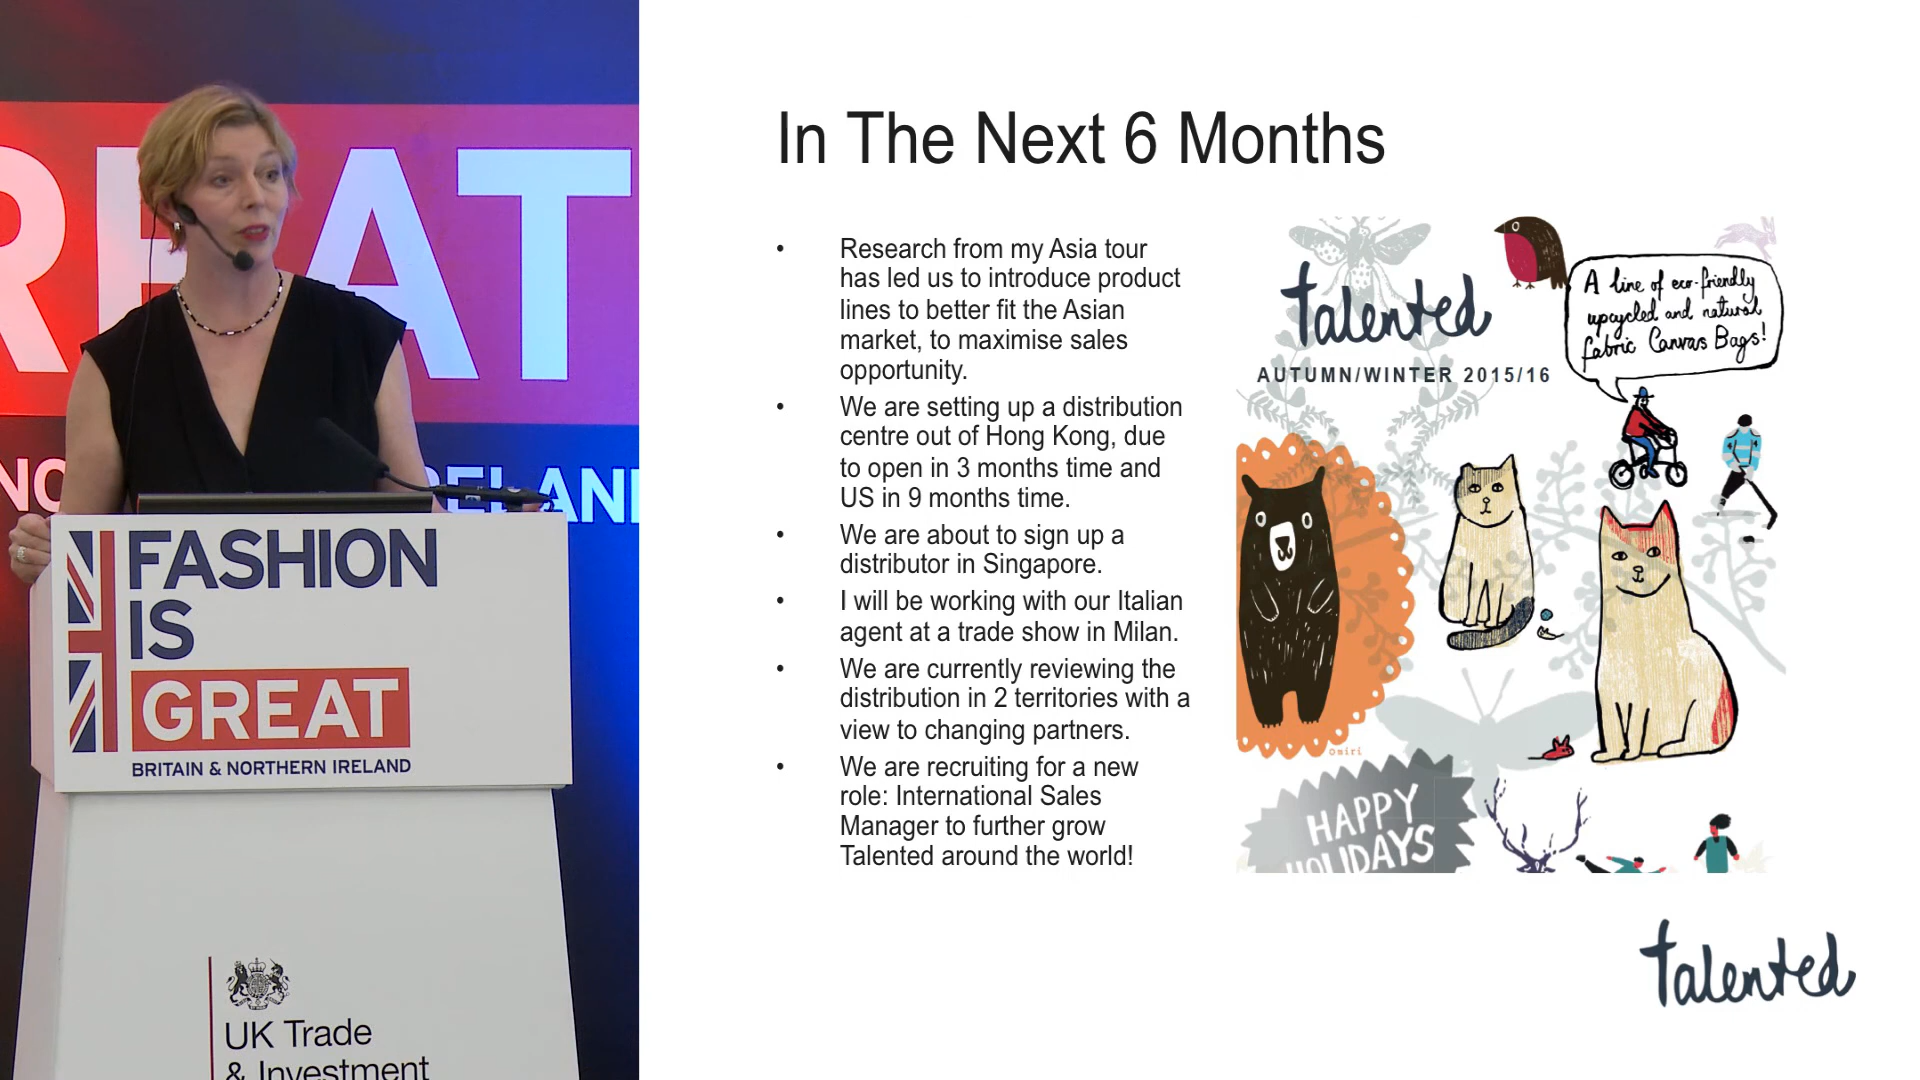 REAT
NO
ELAND
FASHION
IS
GREAT
BRITAIN & NORTHERN IRELAND
UK Trade
& Investment
In The Next 6 Months
• Research from my Asia tour
has led us to introduce product
lines to better fit the Asian
market, to maximise sales
opportunity.
• We are setting up a distribution
centre out of Hong Kong, due
to open in 3 months time and
US in 9 months time.
• We are about to sign up a
distributor in Singapore.
• I will be working with our Italian
agent at a trade show in Milan.
• We are currently reviewing the
distribution in 2 territories with a
view to changing partners.
• We are recruiting for a new
role: International Sales
Manager to further grow
Talented around the world!
talented
AUTUMN/WINTER 2015/16
A line of eco-friendly
upcycled and natural
fabric Canvas Bags!
omiri
HAPPY
HOLIDAYS
talented